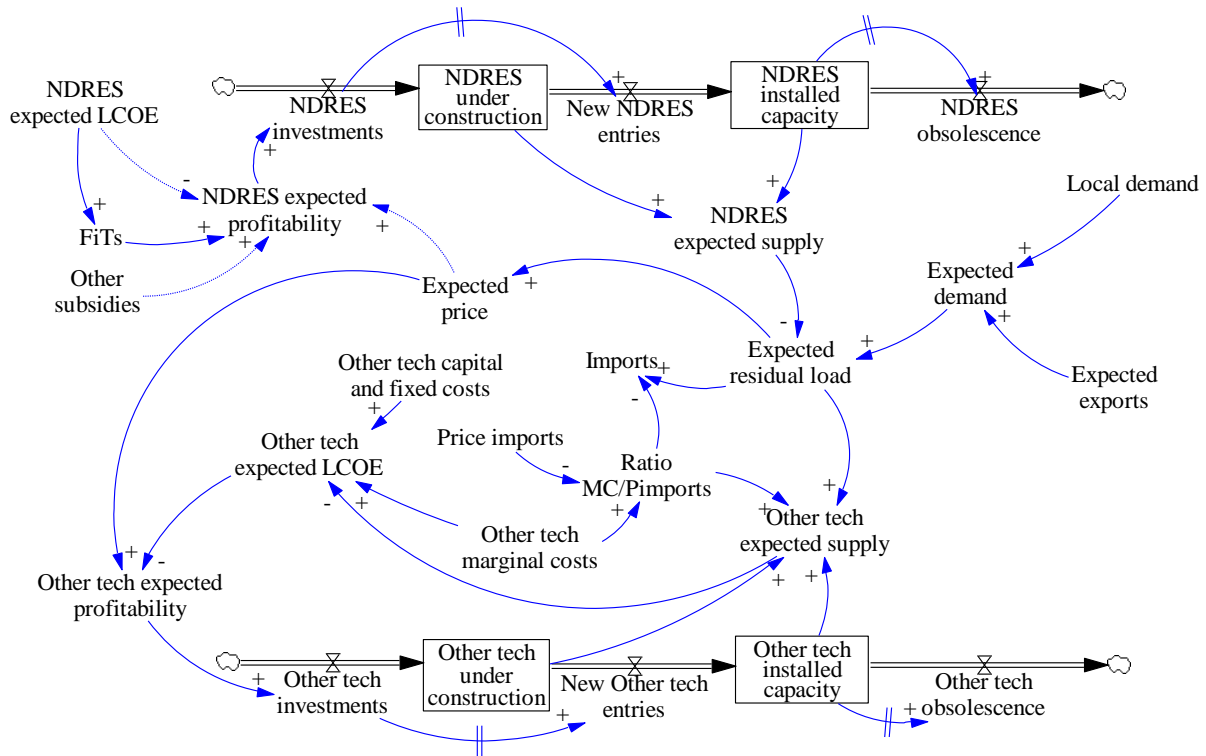 NDRES
expected LCOE
NDRES
investments
NDRES
under
construction
New NDRES
entries
NDRES
installed
capacity
NDRES
obsolescence
+
+
+
-
+
+
NDRES expected
profitability
+
+
+
FiTs
Other
subsidies
+
+
NDRES
expected supply
Local demand
+
Expected
demand
+
Expected
price
+
-
+
Expected
residual load
Expected
exports
Other tech capital
and fixed costs
+
Imports
+
-
Price imports
Other tech
expected LCOE
-
Ratio
MC/Pimports
-
+
+
+
+
Other tech
expected supply
Other tech
marginal costs
+
-
+
+
Other tech expected
profitability
+
Other tech
investments
Other tech
under
construction
New Other tech
entries
+
Other tech
installed
capacity
Other tech
obsolescence
+